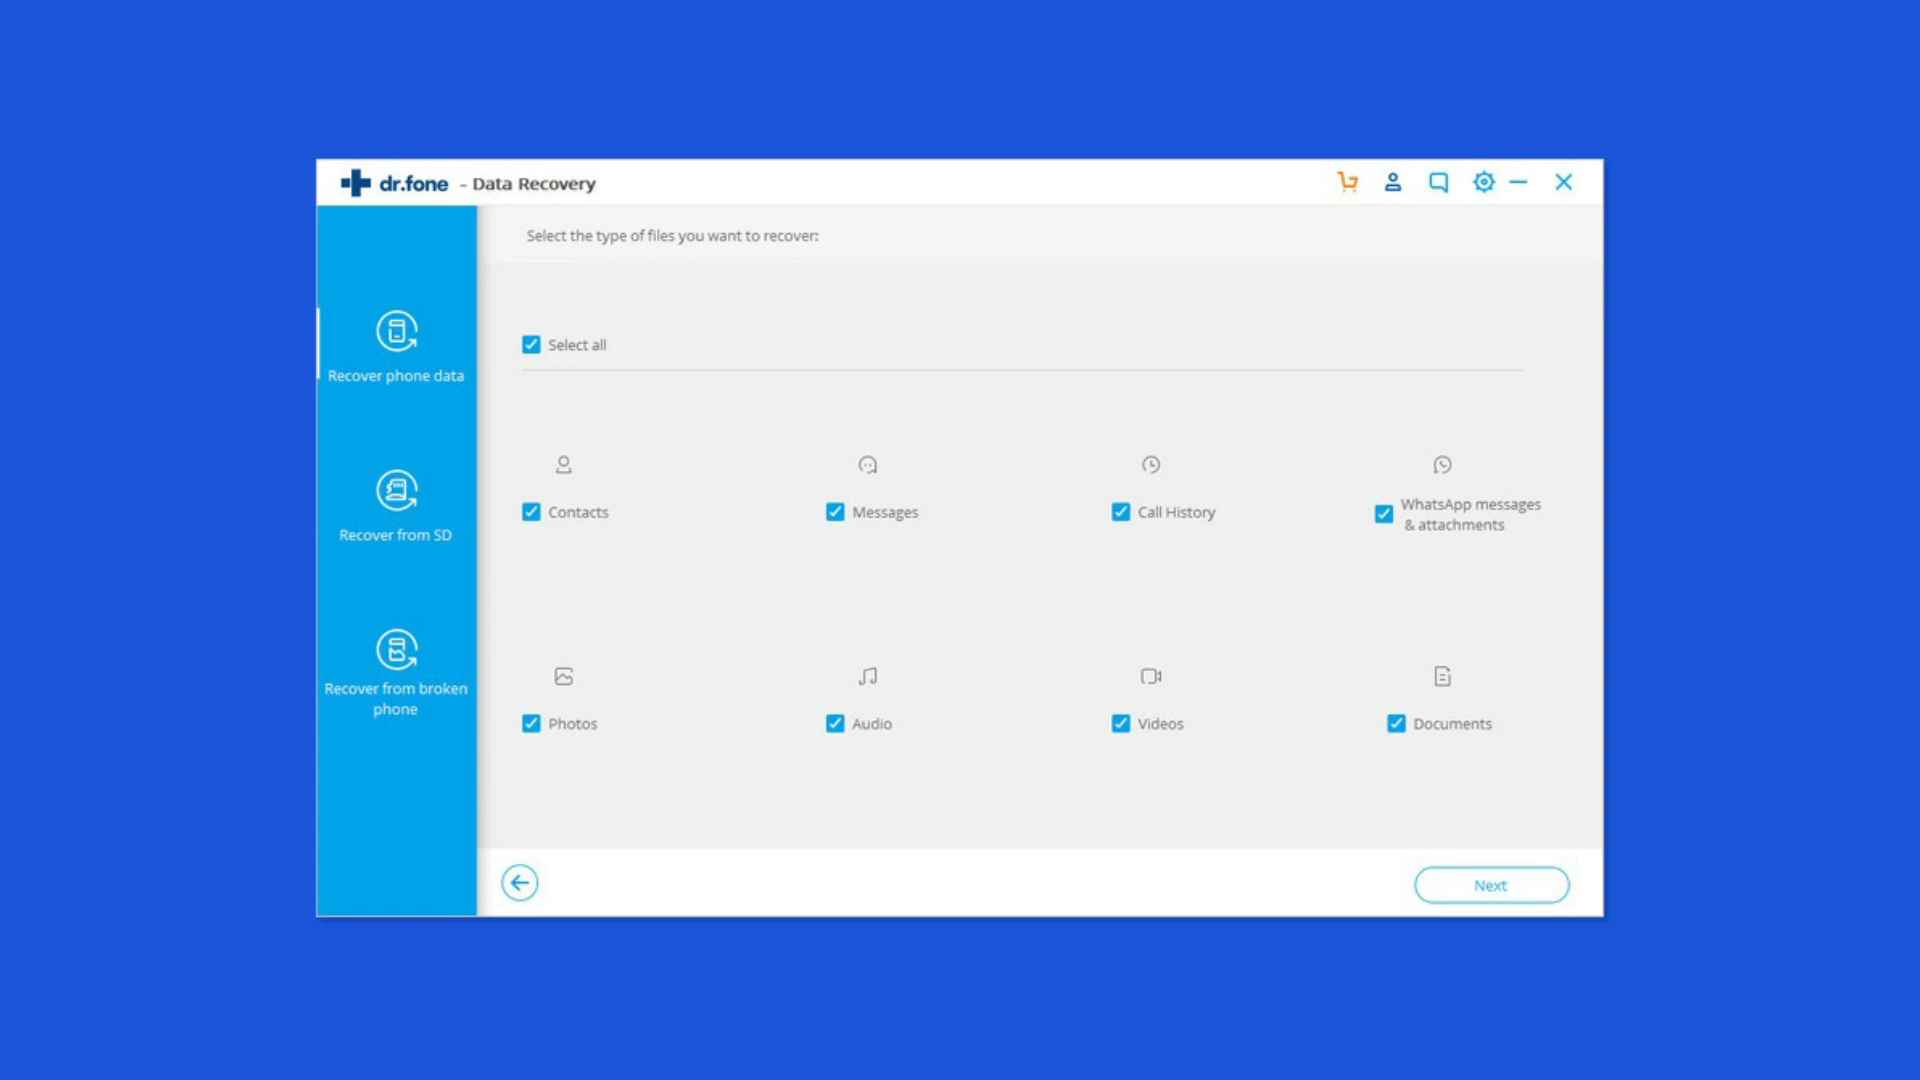 dr.fone - Data Recovery
Select the type of files you want to recover:
Select all
Recover phone data
Recover from SD
Recover from broken
phone
Contacts
Messages
Call History
WhatsApp messages
& attachments
Photos
Audio
Videos
Documents
Next